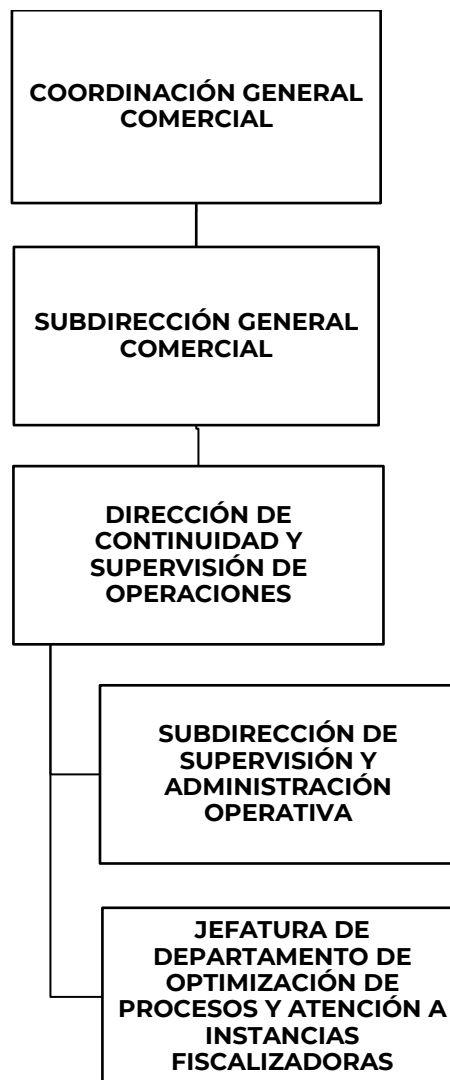 COORDINACIÓN GENERAL
COMERCIAL
SUBDIRECCIÓN GENERAL
COMERCIAL
DIRECCIÓN DE
CONTINUIDAD Y
SUPERVISIÓN DE
OPERACIONES
SUBDIRECCIÓN DE
SUPERVISIÓN Y
ADMINISTRACIÓN
OPERATIVA
JEFATURA DE
DEPARTAMENTO DE
OPTIMIZACIÓN DE
PROCESOS Y ATENCIÓN A
INSTANCIAS
FISCALIZADORAS